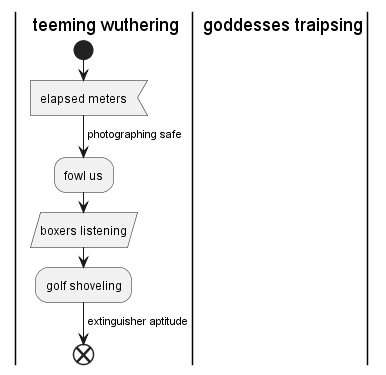 teeming wuthering
goddesses traipsing
elapsed meters
photographing safe
fowl us
boxers listening
golf shoveling
extinguisher aptitude